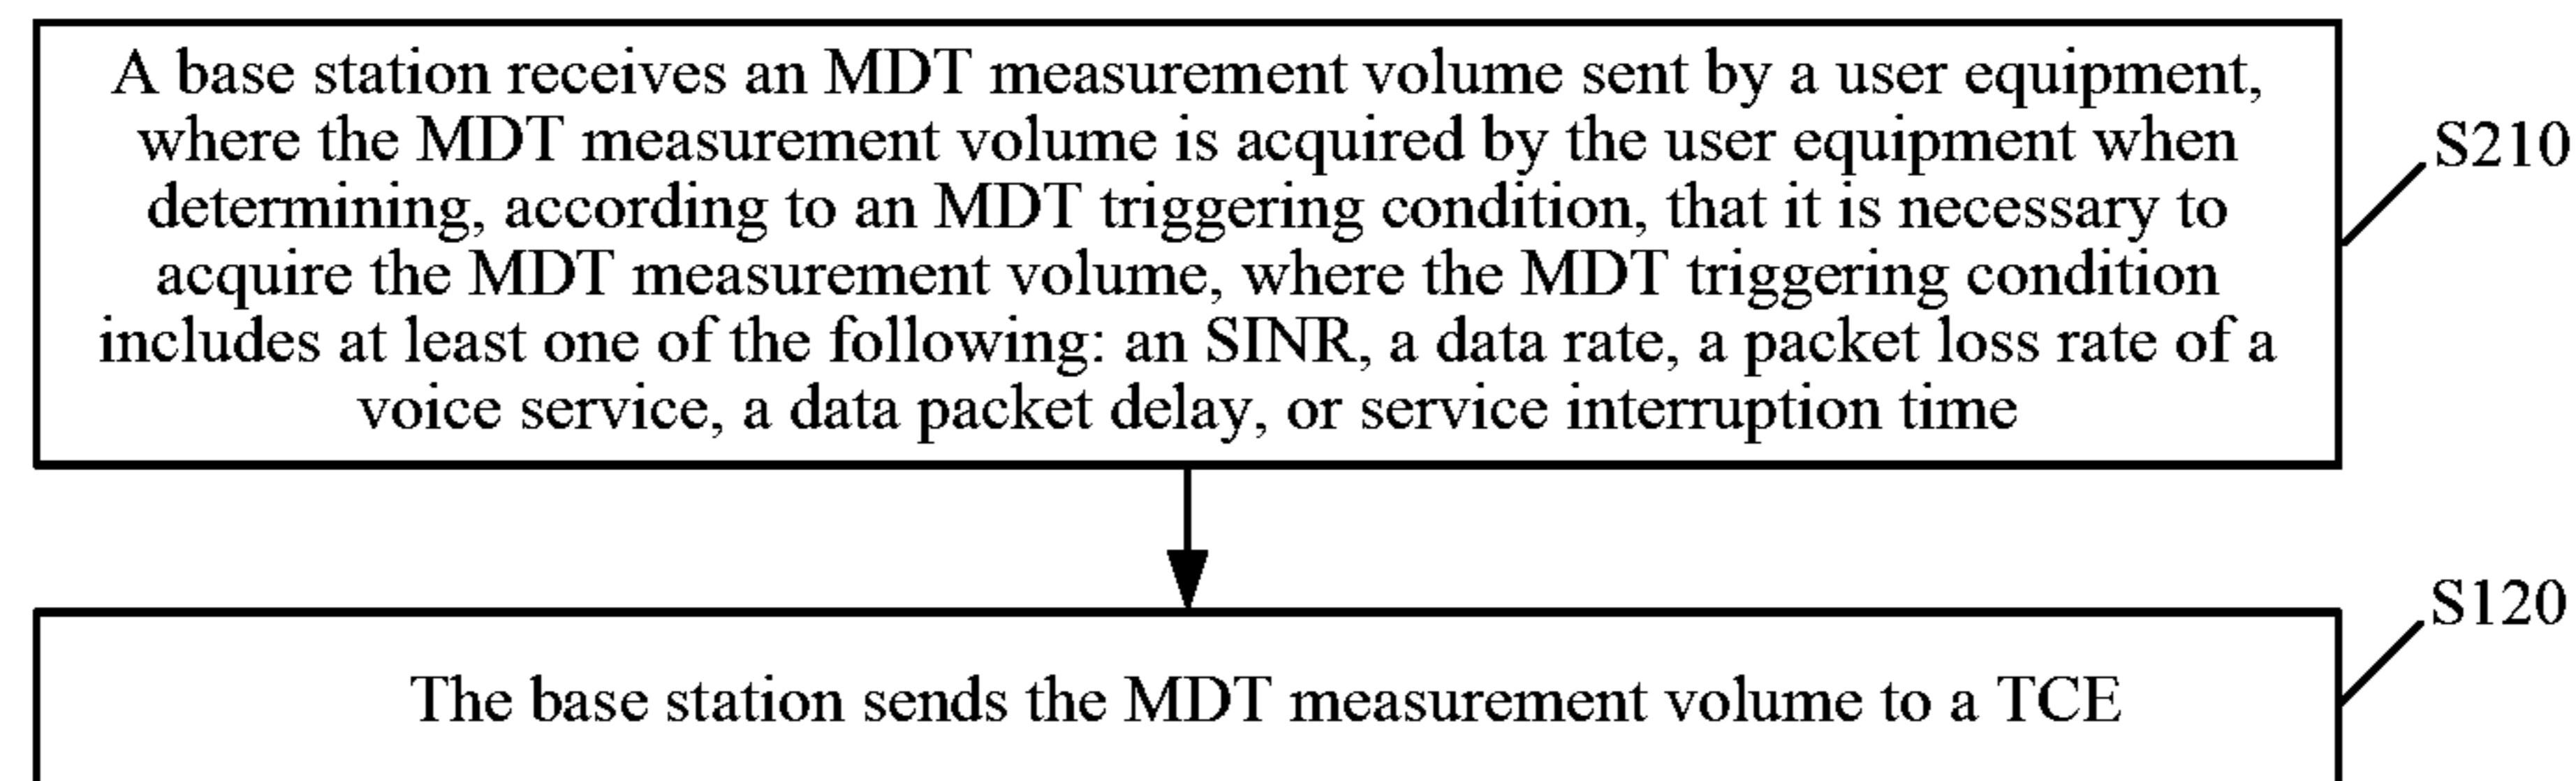 A base station receives an MDT measurement volume sent by a user equipment,
where the MDT measurement volume is acquired by the user equipment when
determining, according to an MDT triggering condition, that it is necessary to
acquire the MDT measurement volume, where the MDT triggering condition
includes at least one of the following: an SINR, a data rate, a packet loss rate of a
voice service, a data packet delay, or service interruption time
S210
The base station sends the MDT measurement volume to a TCE
S120